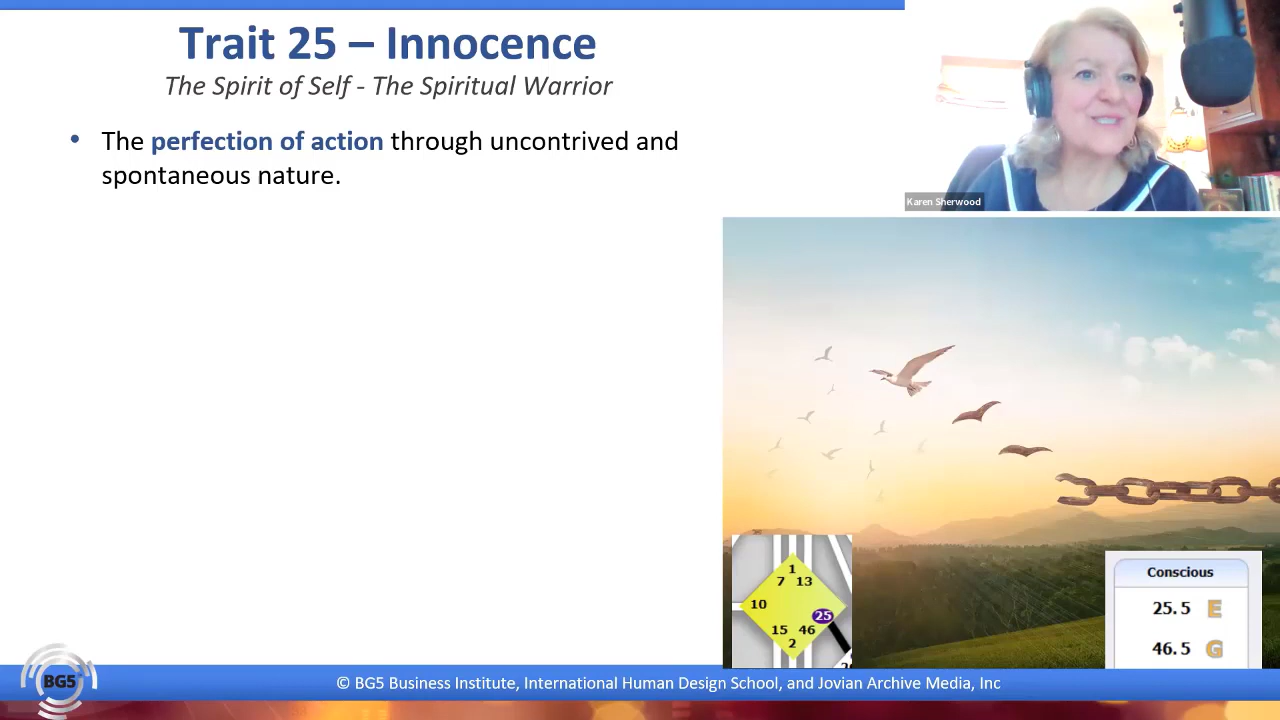 Trait 25 – Innocence
The Spirit of Self - The Spiritual Warrior
• The perfection of action through uncontrived and
spontaneous nature.
Karen Sherwood
1
7 13
10
25
15 46
2
Conscious
25.5 E
46.5 G
BG5
© BG5 Business Institute, International Human Design School, and Jovian Archive Media, Inc